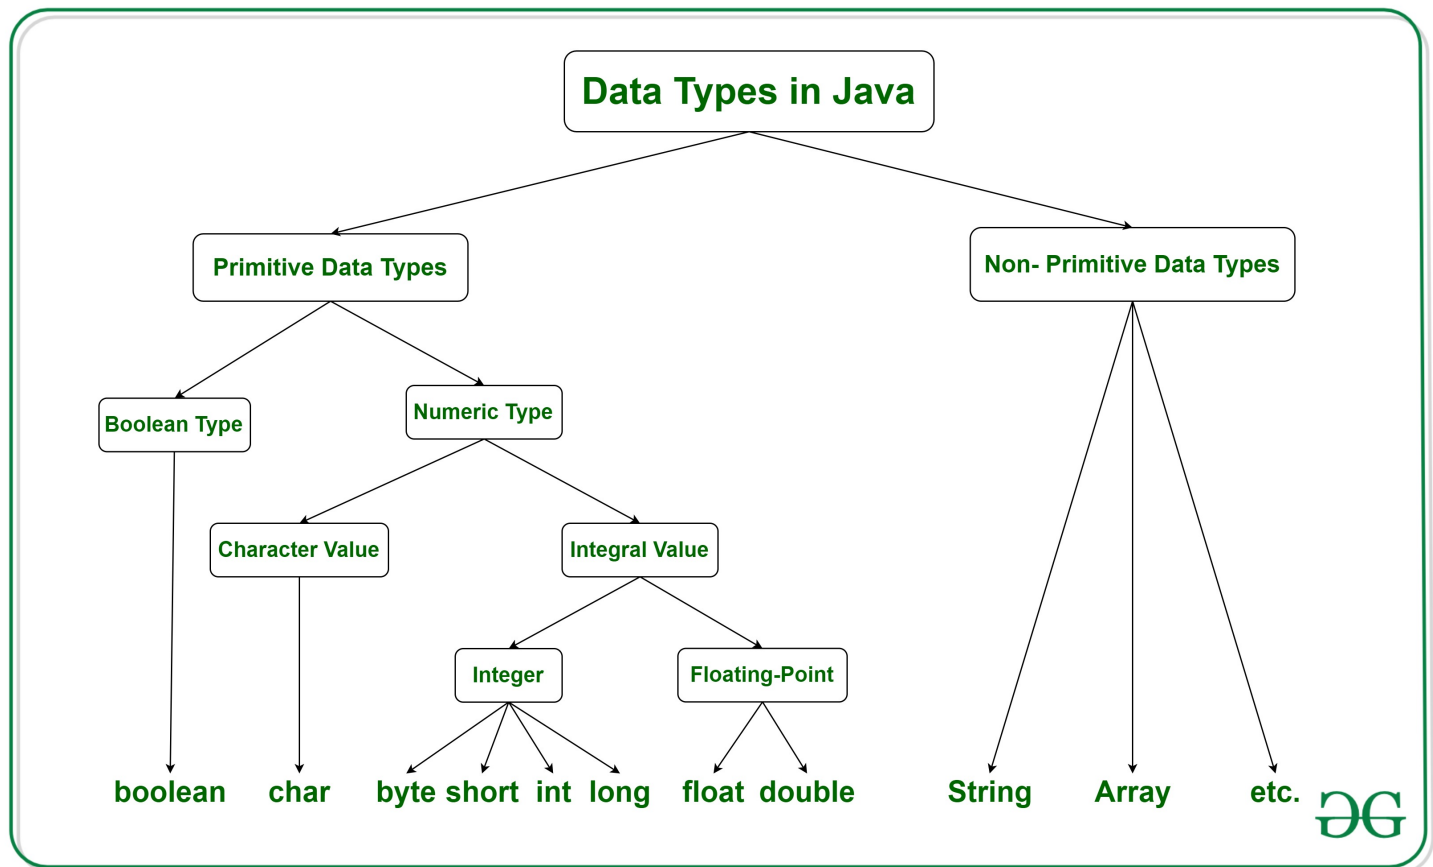 Data Types in Java
Primitive Data Types
Non- Primitive Data Types
Boolean Type
Numeric Type
Character Value
Integral Value
Integer
Floating-Point
boolean
char
byte
short
int
long
float
double
String
Array
etc.